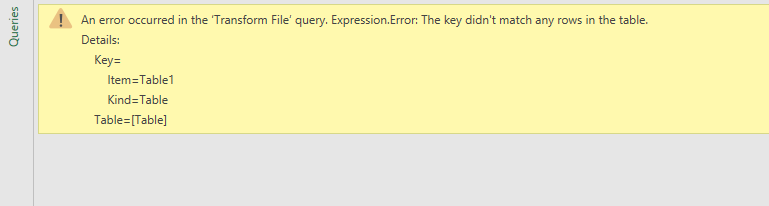 Queries
An error occurred in the ‘Transform File’ query. Expression.Error: The key didn't match any rows in the table.
Details:
Key=
Item=Table1
Kind=Table
Table=[Table]